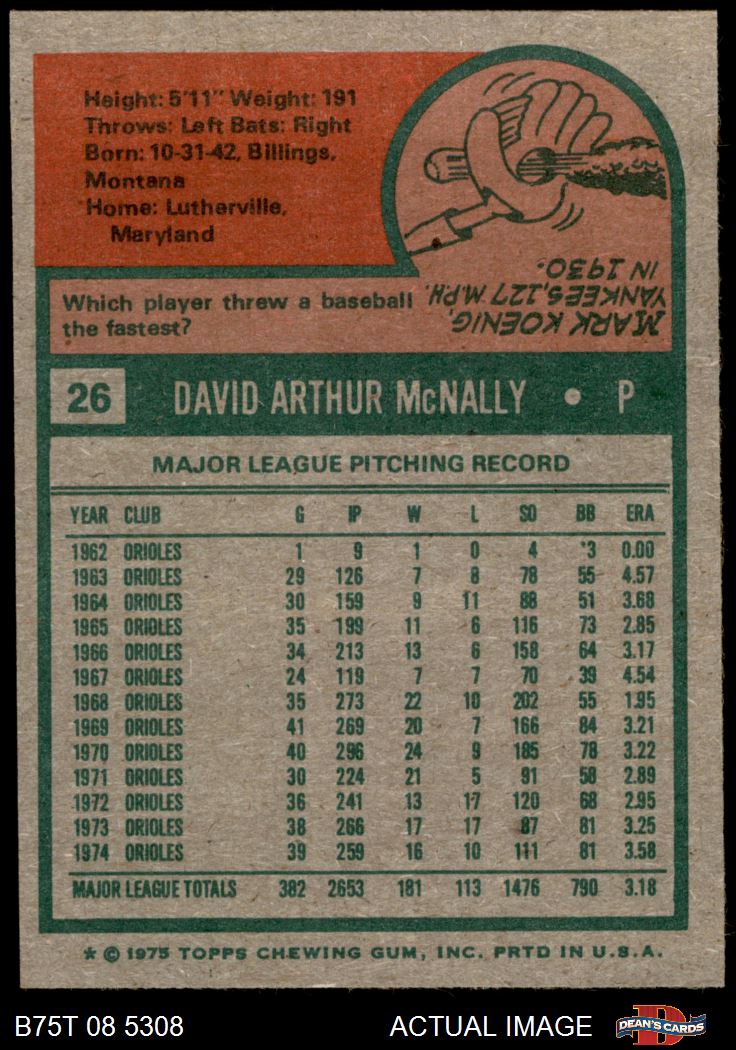 Height: 5'11" Weight: 191
Throws: Left Bats: Right
Born: 10-31-42, Billings,
Montana
Home: Lutherville,
Maryland
Which player threw a baseball
the fastest?
MARK KOENIG,
YANKEES, 127 M.P.H.
IN 1930.
26 DAVID ARTHUR McNALLY • P
MAJOR LEAGUE PITCHING RECORD
YEAR CLUB G IP W L SO BB ERA
1962 ORIOLES 1 9 1 0 4 3 0.00
1963 ORIOLES 29 126 7 8 78 55 4.57
1964 ORIOLES 30 159 9 11 88 51 3.68
1965 ORIOLES 35 199 11 6 116 73 2.85
1966 ORIOLES 34 213 13 6 158 64 3.17
1967 ORIOLES 24 119 7 7 70 39 4.54
1968 ORIOLES 35 273 22 10 202 55 1.95
1969 ORIOLES 41 269 20 7 166 84 3.21
1970 ORIOLES 40 296 24 9 185 78 3.22
1971 ORIOLES 30 224 21 5 91 58 2.89
1972 ORIOLES 36 241 13 17 120 68 2.95
1973 ORIOLES 38 266 17 17 87 81 3.25
1974 ORIOLES 39 259 16 10 111 81 3.58
MAJOR LEAGUE TOTALS 382 2653 181 113 1476 790 3.18
* © 1975 TOPPS CHEWING GUM, INC. PRTD IN U.S.A.
B75T 08 5308 ACTUAL IMAGE D DEAN'S CARDS